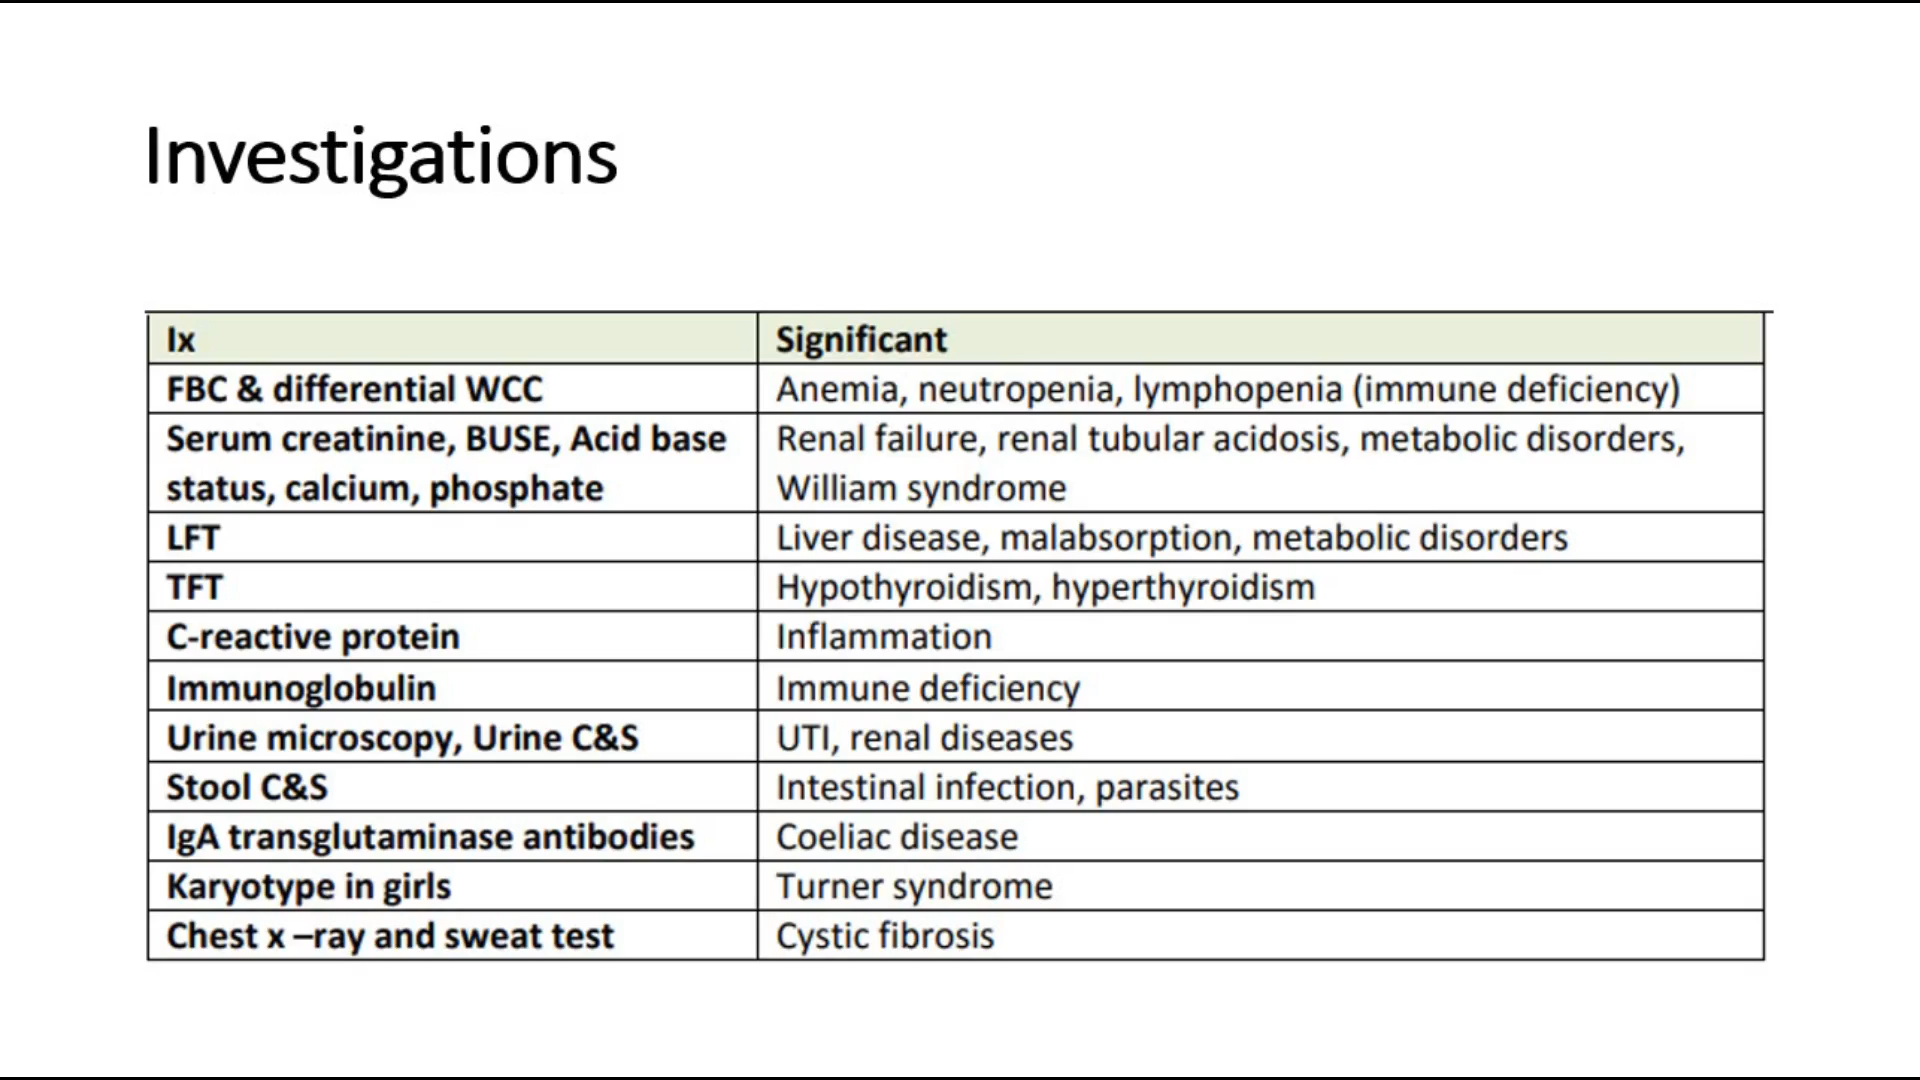 Investigations
Ix
Significant
FBC & differential WCC
Anemia, neutropenia, lymphopenia (immune deficiency)
Serum creatinine, BUSE, Acid base
status, calcium, phosphate
Renal failure, renal tubular acidosis, metabolic disorders,
William syndrome
LFT
Liver disease, malabsorption, metabolic disorders
TFT
Hypothyroidism, hyperthyroidism
C-reactive protein
Inflammation
Immunoglobulin
Immune deficiency
Urine microscopy, Urine C&S
UTI, renal diseases
Stool C&S
Intestinal infection, parasites
IgA transglutaminase antibodies
Coeliac disease
Karyotype in girls
Turner syndrome
Chest x –ray and sweat test
Cystic fibrosis